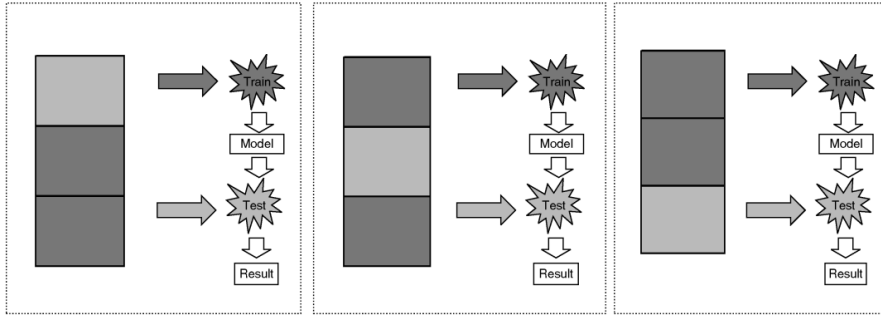 Train
Model
Test
Result
Train
Model
Test
Result
Train
Model
Test
Result